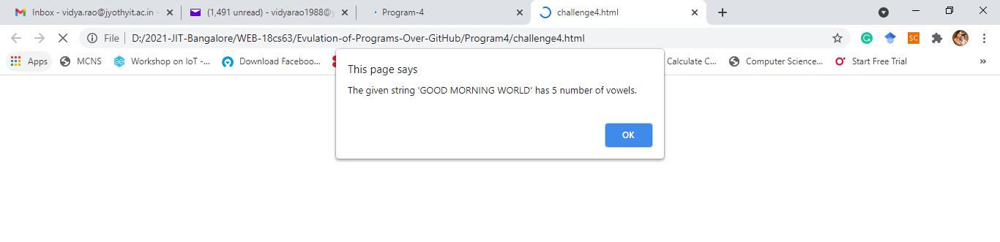 Inbox - vidya.rao@jyothyit.ac.in -
(1,491 unread) - vidyarao1988@y
Program-4
challenge4.html
File | D:/2021-JIT-Bangalore/WEB-18cs63/Evulation-of-Programs-Over-GitHub/Program4/challenge4.html
SC
Apps
MCNS
Workshop on IoT -...
Download Faceboo...
Calculate C...
Computer Science...
Start Free Trial
»
This page says
The given string 'GOOD MORNING WORLD' has 5 number of vowels.
OK